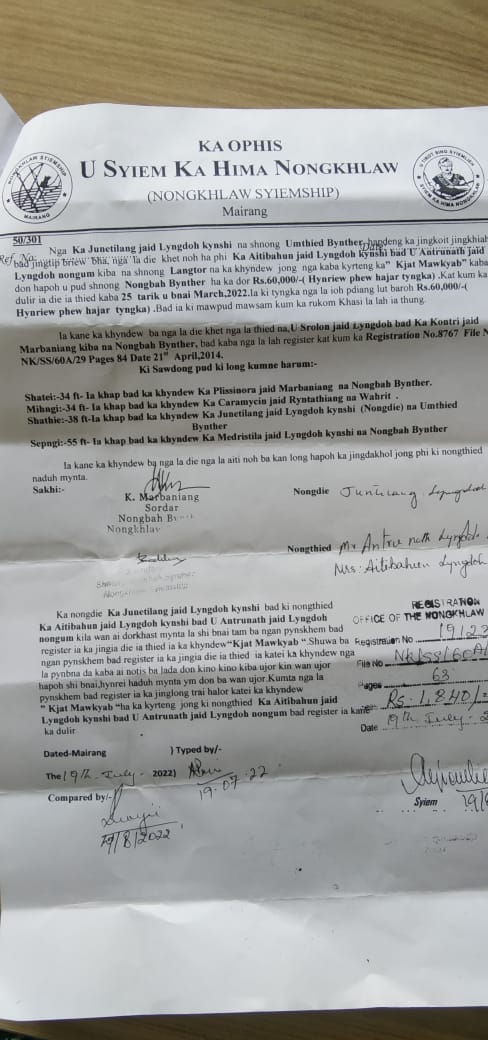 KA OPHIS
U SYIEM KA HIMA NONGKHLAW
(NONGKHLAW SYIEMSHIP)
Mairang
50/301
Ref. No.
Nga Ka Junetilang jaid Lyngdoh kynshi na shnong Umthied Bynther, hapdeng ka jingkoit jingkhiah
bad jingtip briew bha, nga la die khet noh ha phi Ka Aitibahun jaid Lyngdoh kynshi bad U Antrunath jaid
Lyngdoh nongum kiba na shnong Langtor na ka khyndew jong nga kaba kyrteng ka" Kjat Mawkyab" kaba
don hapoh u pud shnong Nongbah Bynther ha ka dor Rs.60,000/-( Hynriew phew hajar tyngka) .Kat kum ka
dulir ia die ia thied kaba 25 tarik u bnai March,2022.Ia ki tyngka nga la ioh pdiang lut baroh Rs.60,000/-(
Hynriew phew hajar tyngka) .Bad ia ki mawpud mawsam kum ka rukom Khasi la lah ia thung.
Ia kane ka khyndew ba nga la die khet nga la thied na,U Srolon jaid Lyngdoh bad Ka Kontri jaid
Marbaniang kiba na Nongbah Bynther, bad kaba nga la lah register kat kum ka Registration No.8767 File N
NK/SS/60A/29 Pages 84 Date 21st April,2014.
Ki Sawdong pud ki long kumne harum:-
Shatei:-34 ft- Ia khap bad ka khyndew Ka Plissinora jaid Marbaniang na Nongbah Bynther.
Mihngi:-34 ft-Ia khap bad ka khyndew Ka Caramycin jaid Ryntathiang na Wahrit .
Shathie:-38 ft-Ia khap bad ka khyndew Ka Junetilang jaid Lyngdoh kynshi (Nongdie) na Umthied
Bynther
Sepngi:-55 ft- Ia khap bad ka khyndew Ka Medristila jaid Lyngdoh kynshi na Nongbah Bynther
Ia kane ka khyndew ba nga la die nga la aiti noh ba kan long hapoh ka jingdakhol jong phi ki nongthied
naduh mynta.
Sakhi:-
K. Marbaniang
Sordar
Nongbah
Nongkhlaw
Nongdie
Nongthied
Mrs: Aitibahun Lyngdoh
Ka nongdie Ka Junetilang jaid Lyngdoh kynshi bad ki nongthied
Ka Aitibahun jaid Lyngdoh kynshi bad U Antrunath jaid Lyngdoh
nongum kila wan ai dorkhast mynta la shi bnai tam ba ngan pynshkem bad
register ia ka jingia die ia thied ia ka khyndew"Kjat Mawkyab ".Shuwa ba
ngan pynshkem bad register ia ka jingia die ia thied ia katei ka khyndew nga
la pynbna da kaba ai notis ba lada don kino kino kiba ujor kin wan ujor
hapoh shi bnai,hynrei haduh mynta ym don ba wan ujor.Kumta nga la
pynskhem bad register ia ka jinglong trai halor katei ka khyndew
" Kjat Mawkyab "ha ka kyrteng jong ki nongthied Ka Aitibahun jaid
Lyngdoh kynshi bad U Antrunath jaid Lyngdoh nongum bad register ia kane
ka dulir
REGISTRATION
OFFICE OF THE NONGKHLAW
Registration No 19/22
File No NK/SS/60A/
Pages 63
Rs. 1,840/=
Date 19th July
Dated-Mairang ) Typed by/-
The 19th July - 2022) 19.07.22
Compared by/-
Syiem